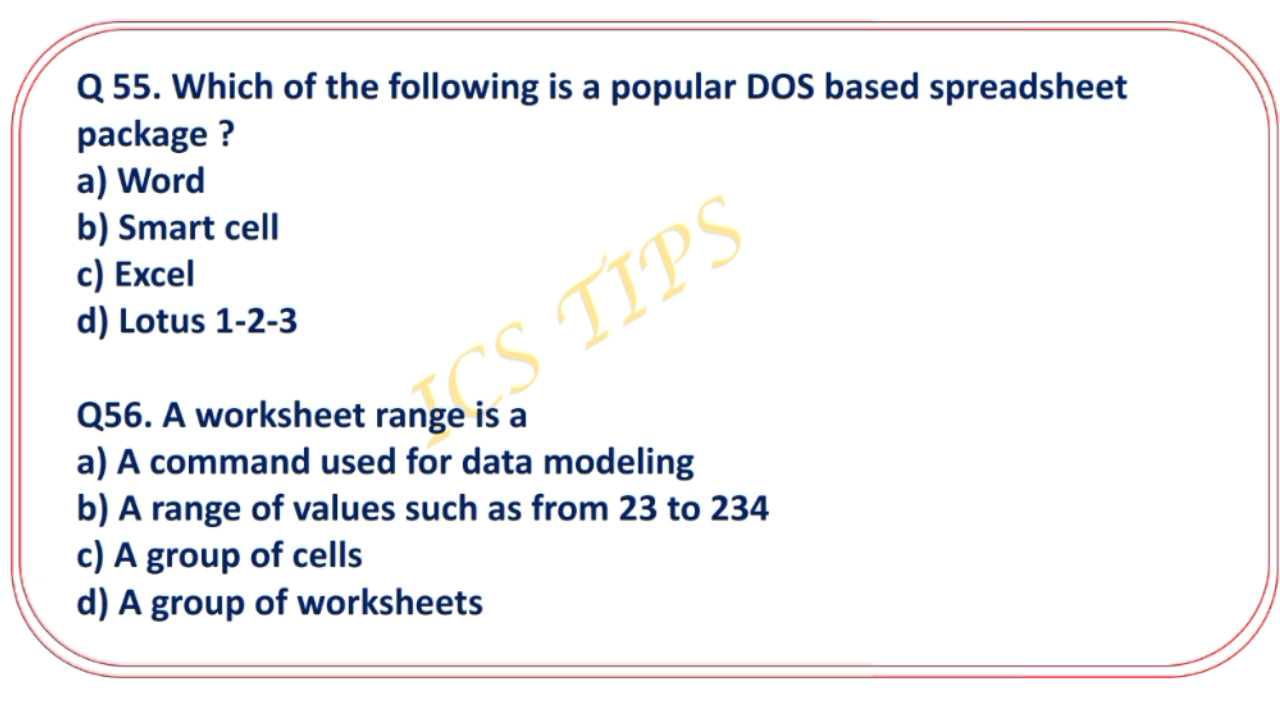 Q 55. Which of the following is a popular DOS based spreadsheet
package ?
a) Word
b) Smart cell
c) Excel
d) Lotus 1-2-3
ICS TIPS
Q56. A worksheet range is a
a) A command used for data modeling
b) A range of values such as from 23 to 234
c) A group of cells
d) A group of worksheets